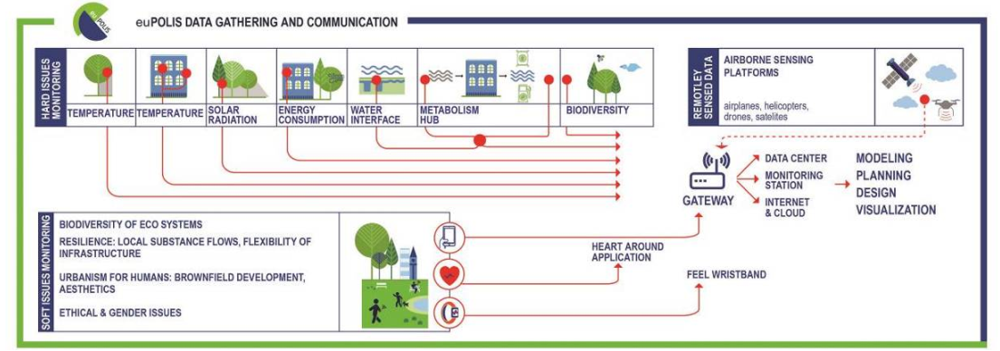 eu POLIS
euPOLIS DATA GATHERING AND COMMUNICATION
HARD ISSUES
MONITORING
TEMPERATURE
TEMPERATURE
SOLAR
RADIATION
ENERGY
CONSUMPTION
WATER
INTERFACE
METABOLISM
HUB
BIODIVERSITY
REMOTLEY
SENSED DATA
AIRBORNE SENSING
PLATFORMS
airplanes, helicopters,
drones, satelites
GATEWAY
DATA CENTER
MONITORING
STATION
INTERNET
& CLOUD
MODELING
PLANNING
DESIGN
VISUALIZATION
SOFT ISSUES MONITORING
BIODIVERSITY OF ECO SYSTEMS
RESILIENCE: LOCAL SUBSTANCE FLOWS, FLEXIBILITY OF
INFRASTRUCTURE
URBANISM FOR HUMANS: BROWNFIELD DEVELOPMENT,
AESTHETICS
ETHICAL & GENDER ISSUES
HEART AROUND
APPLICATION
FEEL WRISTBAND